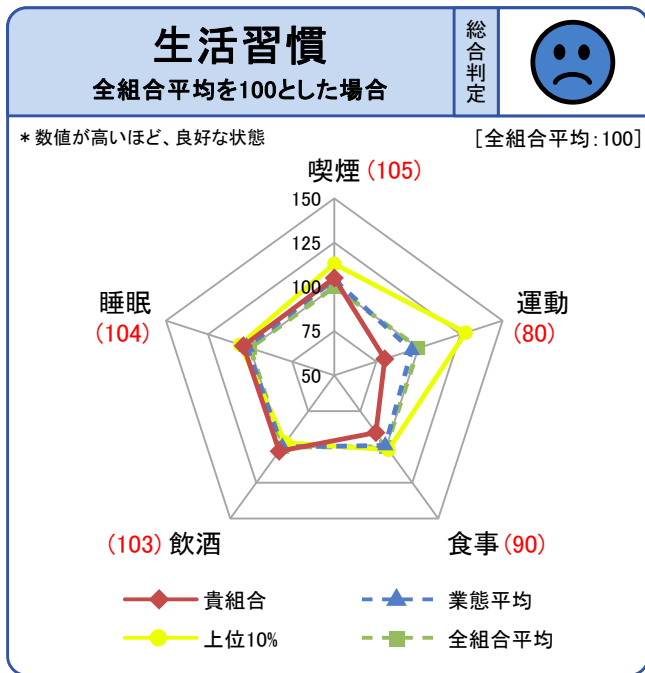 生活習慣
全組合平均を100とした場合
総合判定
*数値が高いほど、良好な状態
[全組合平均:100]
喫煙(105)
150
125
100
75
50
睡眠
(104)
運動
(80)
(103)飲酒
食事(90)
貴組合
業態平均
上位10%
全組合平均